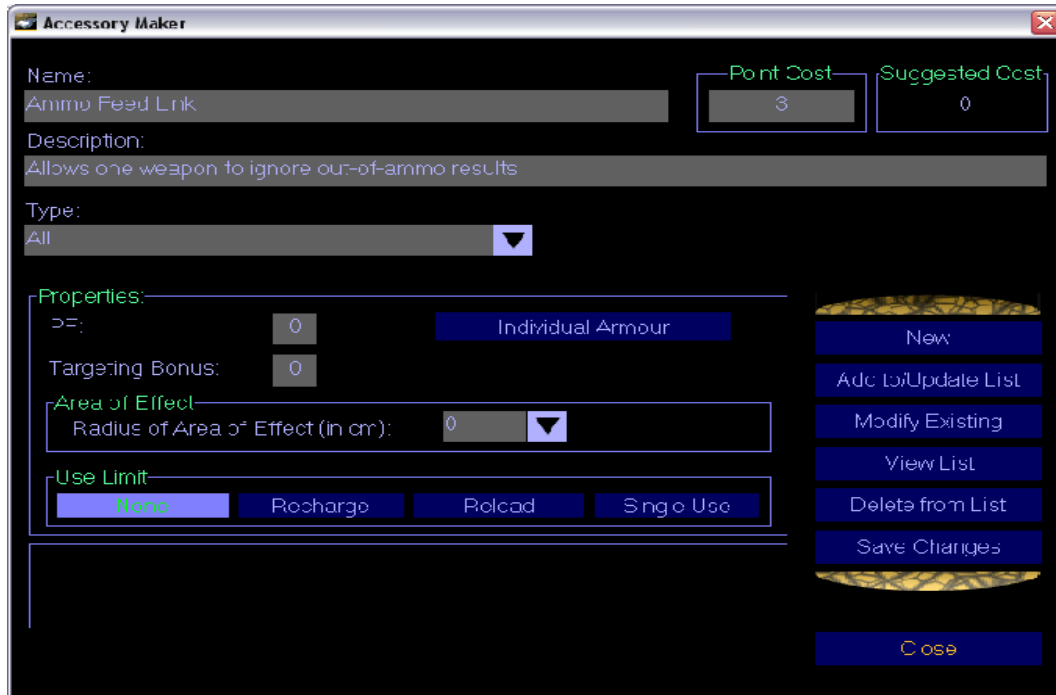 Accessory Maker
Name:
Point Cost
Suggested Cost
Ammo Feed Link
3
0
Description:
Allows one weapon to ignore out-of-ammo results
Type:
All
Properties:
PF:
0
Individual Armour
New
Targeting Bonus:
0
Add to/Update List
Area of Effect
Radius of Area of Effect (in cm):
0
Modify Existing
View List
Use Limit
None
Recharge
Reload
Single Use
Delete from List
Save Changes
Close